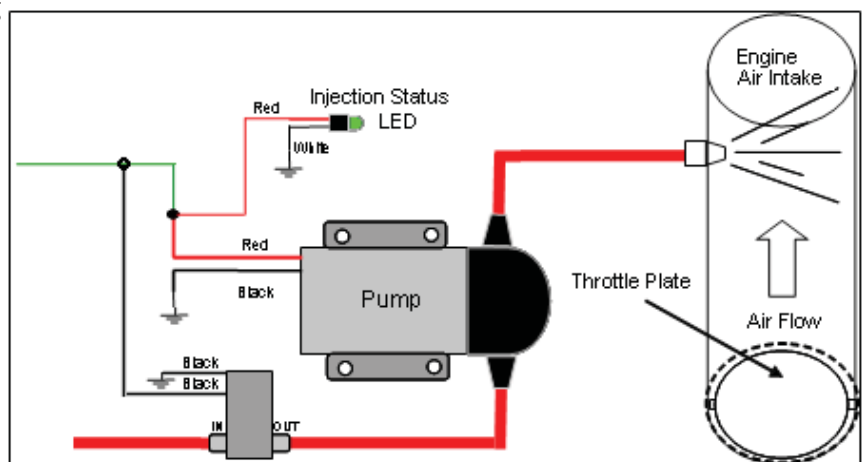 Engine
Air Intake
Injection Status
LED
Red
White
Red
Black
Pump
Throttle Plate
Air Flow
Black
Black
IN
OUT